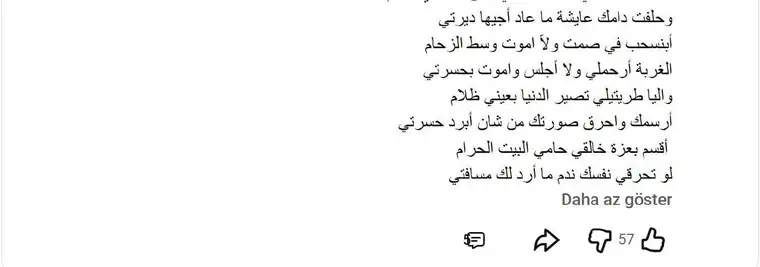 وحلفت دامك عايشة ما عاد أجيها ديرتي
أبنسحب في صمت ولآ اموت وسط الزحام
الغربة أرحملي ولا أجلس واموت بحسرتي
واليا طريتيلي تصير الدنيا بعيني ظلام
أرسمك واحرق صورتك من شان أبرد حسرتي
أقسم بعزة خالقي حامي البيت الحرام
لو تحرقي نفسك ندم ما أرد لك مسافتي
Daha az göster
57